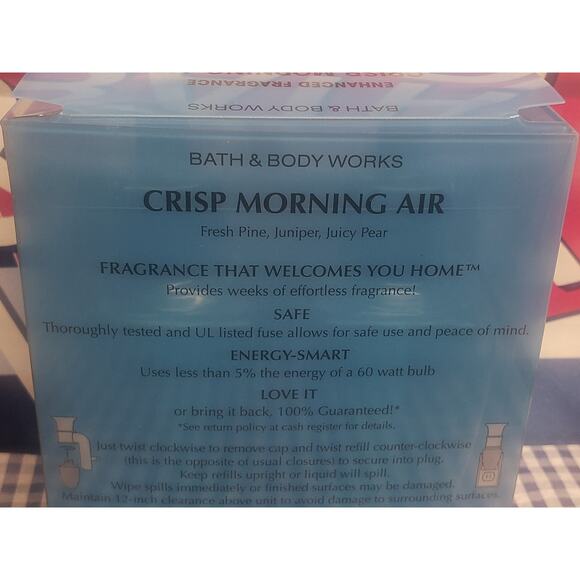 CRISP MORNING
ENHANCED FRAGRANCE
BATH & BODY WORKS
BATH & BODY WORKS
CRISP MORNING AIR
Fresh Pine, Juniper, Juicy Pear
FRAGRANCE THAT WELCOMES YOU HOME™
Provides weeks of effortless fragrance!
SAFE
Thoroughly tested and UL listed fuse allows for safe use and peace of mind.
ENERGY-SMART
Uses less than 5% the energy of a 60 watt bulb
LOVE IT
or bring it back, 100% Guaranteed!*
*See return policy at cash register for details.
Just twist clockwise to remove cap and twist refill counter-clockwise
(this is the opposite of usual closures) to secure into plug.
Keep refills upright or liquid will spill.
Wipe spills immediately or finished surfaces may be damaged.
Maintain 12-inch clearance above unit to avoid damage to surrounding surfaces.